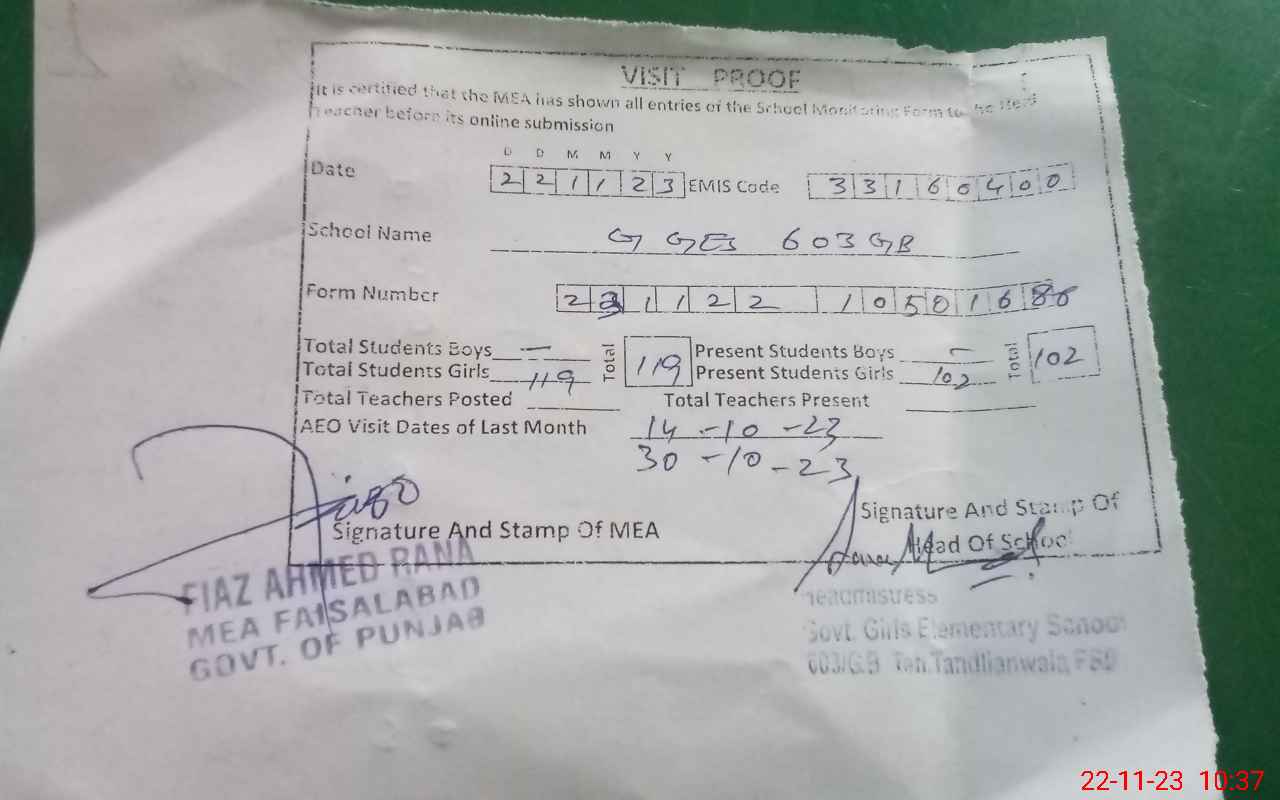 VISIT PROOF
It is certified that the MEA has shown all entries of the School Monitoring Form to the Head
Teacher before its online submission
D D M M Y Y
Date 2 2 1 1 2 3 EMIS Code 3 3 1 6 0 4 0 0
School Name G GES 603 GB
Form Number 2 3 1 1 2 2 1 0 5 0 1 6
Total Students Boys — Total 119 Present Students Boys — Total 102
Total Students Girls 119 Present Students Girls 102
Total Teachers Posted Total Teachers Present
AEO Visit Dates of Last Month 14 -10 -23
30 -10 -23
Signature And Stamp Of MEA
Signature And Stamp Of
Head Of School
FIAZ AHMED RANA
MEA FAISALABAD
GOVT. OF PUNJAB
Headmistress
Govt. Girls Elementary School
603/G.B Teh.Tandlianwala, FSD
22-11-23 10:37